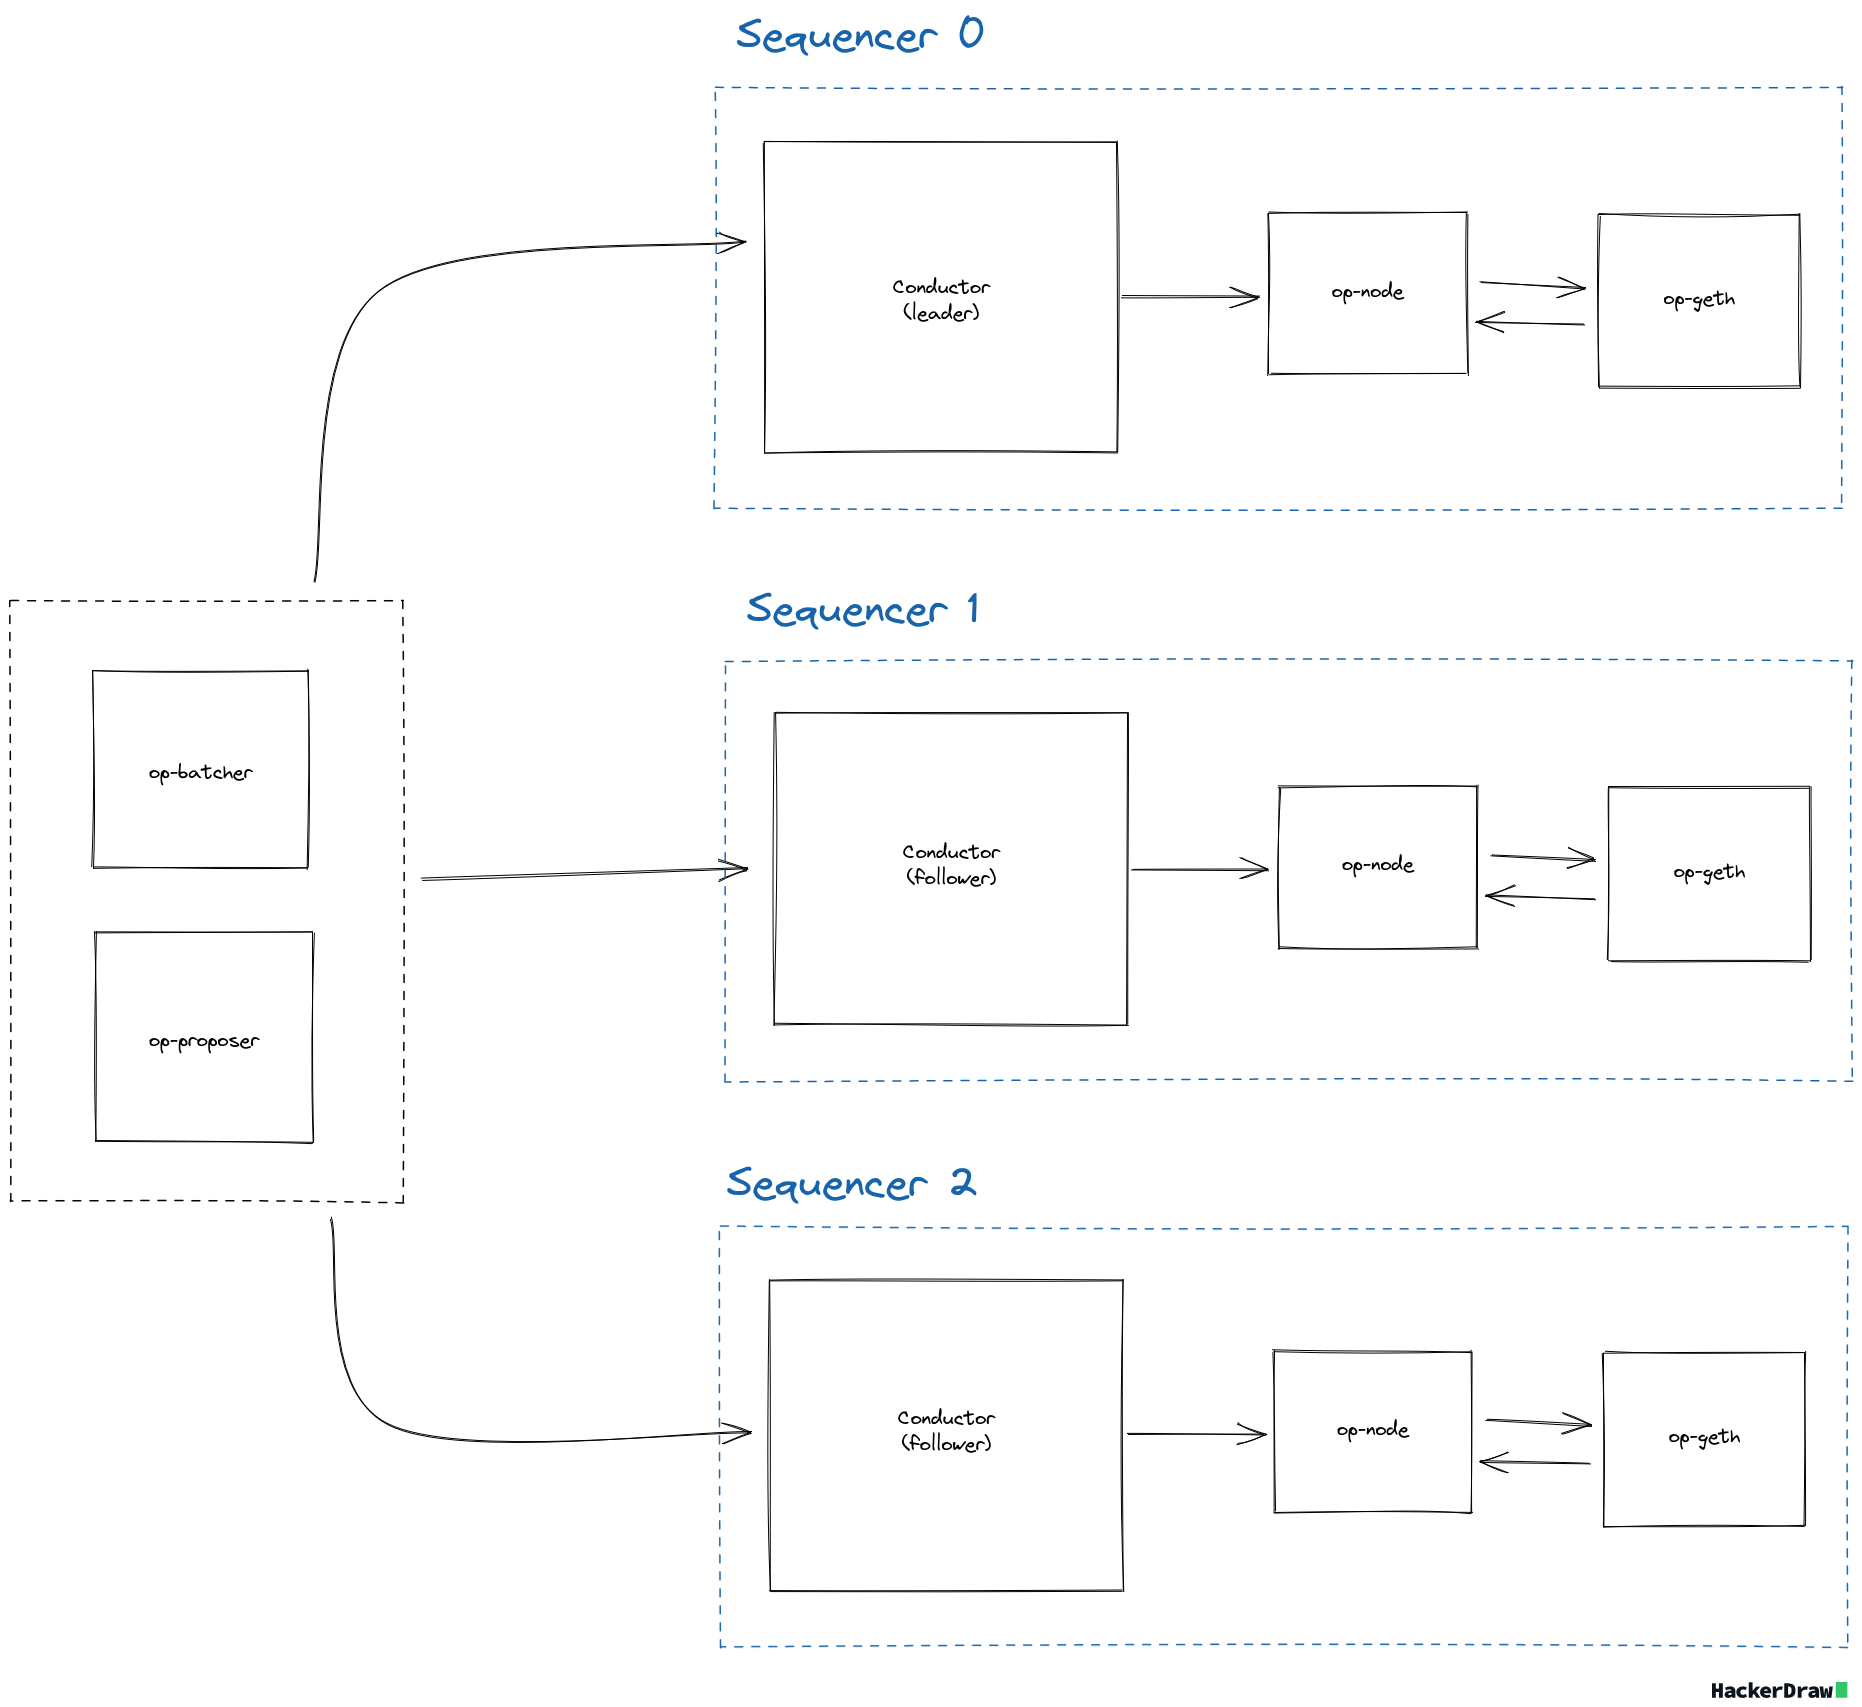 Sequencer 0
Conductor
(leader)
op-node
op-geth
Sequencer 1
op-batcher
Conductor
(follower)
op-node
op-geth
op-proposer
Sequencer 2
Conductor
(follower)
op-node
op-geth
HackerDraw